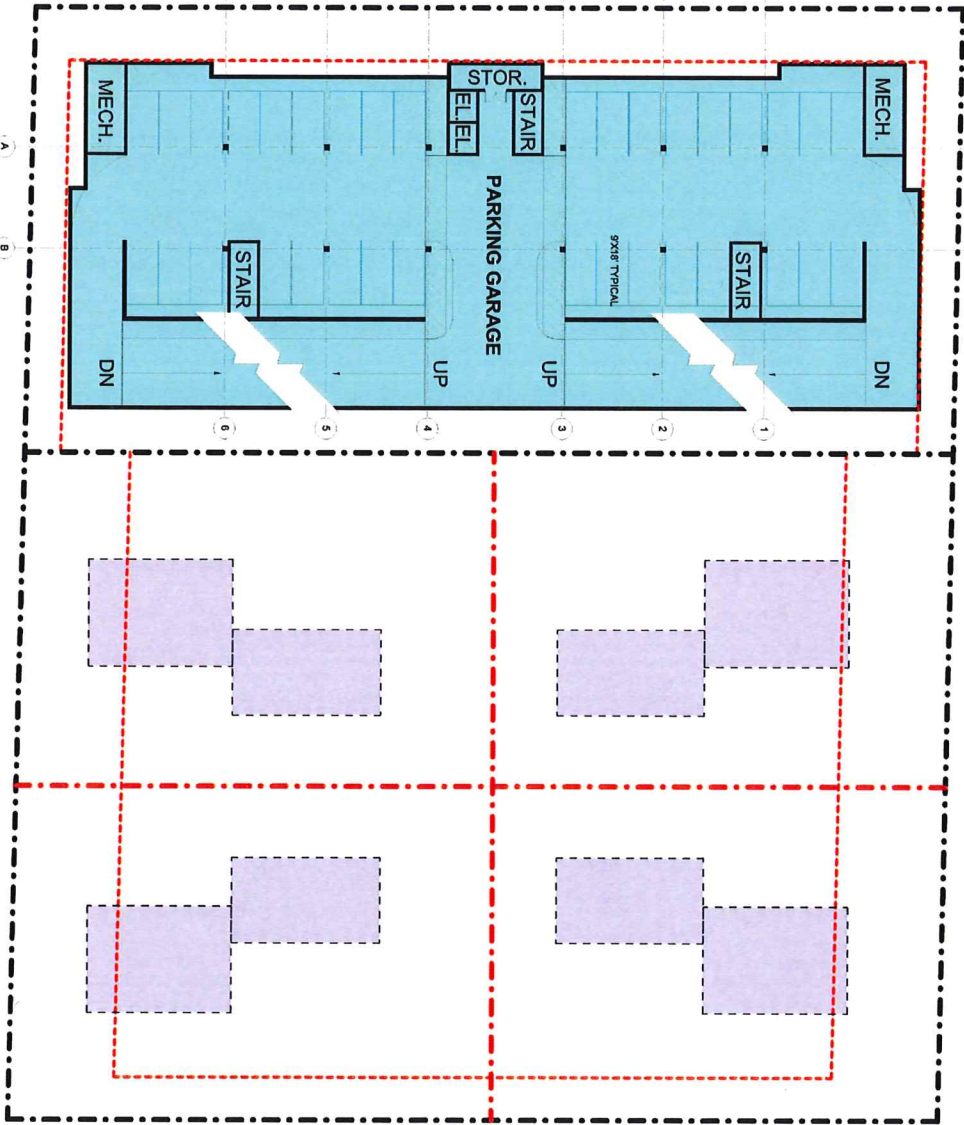 MECH.
STOR.
EL. EL.
STAIR
MECH.
A
B
PARKING GARAGE
9'X18' TYPICAL
STAIR
STAIR
DN
UP
UP
DN
6
5
4
3
2
1